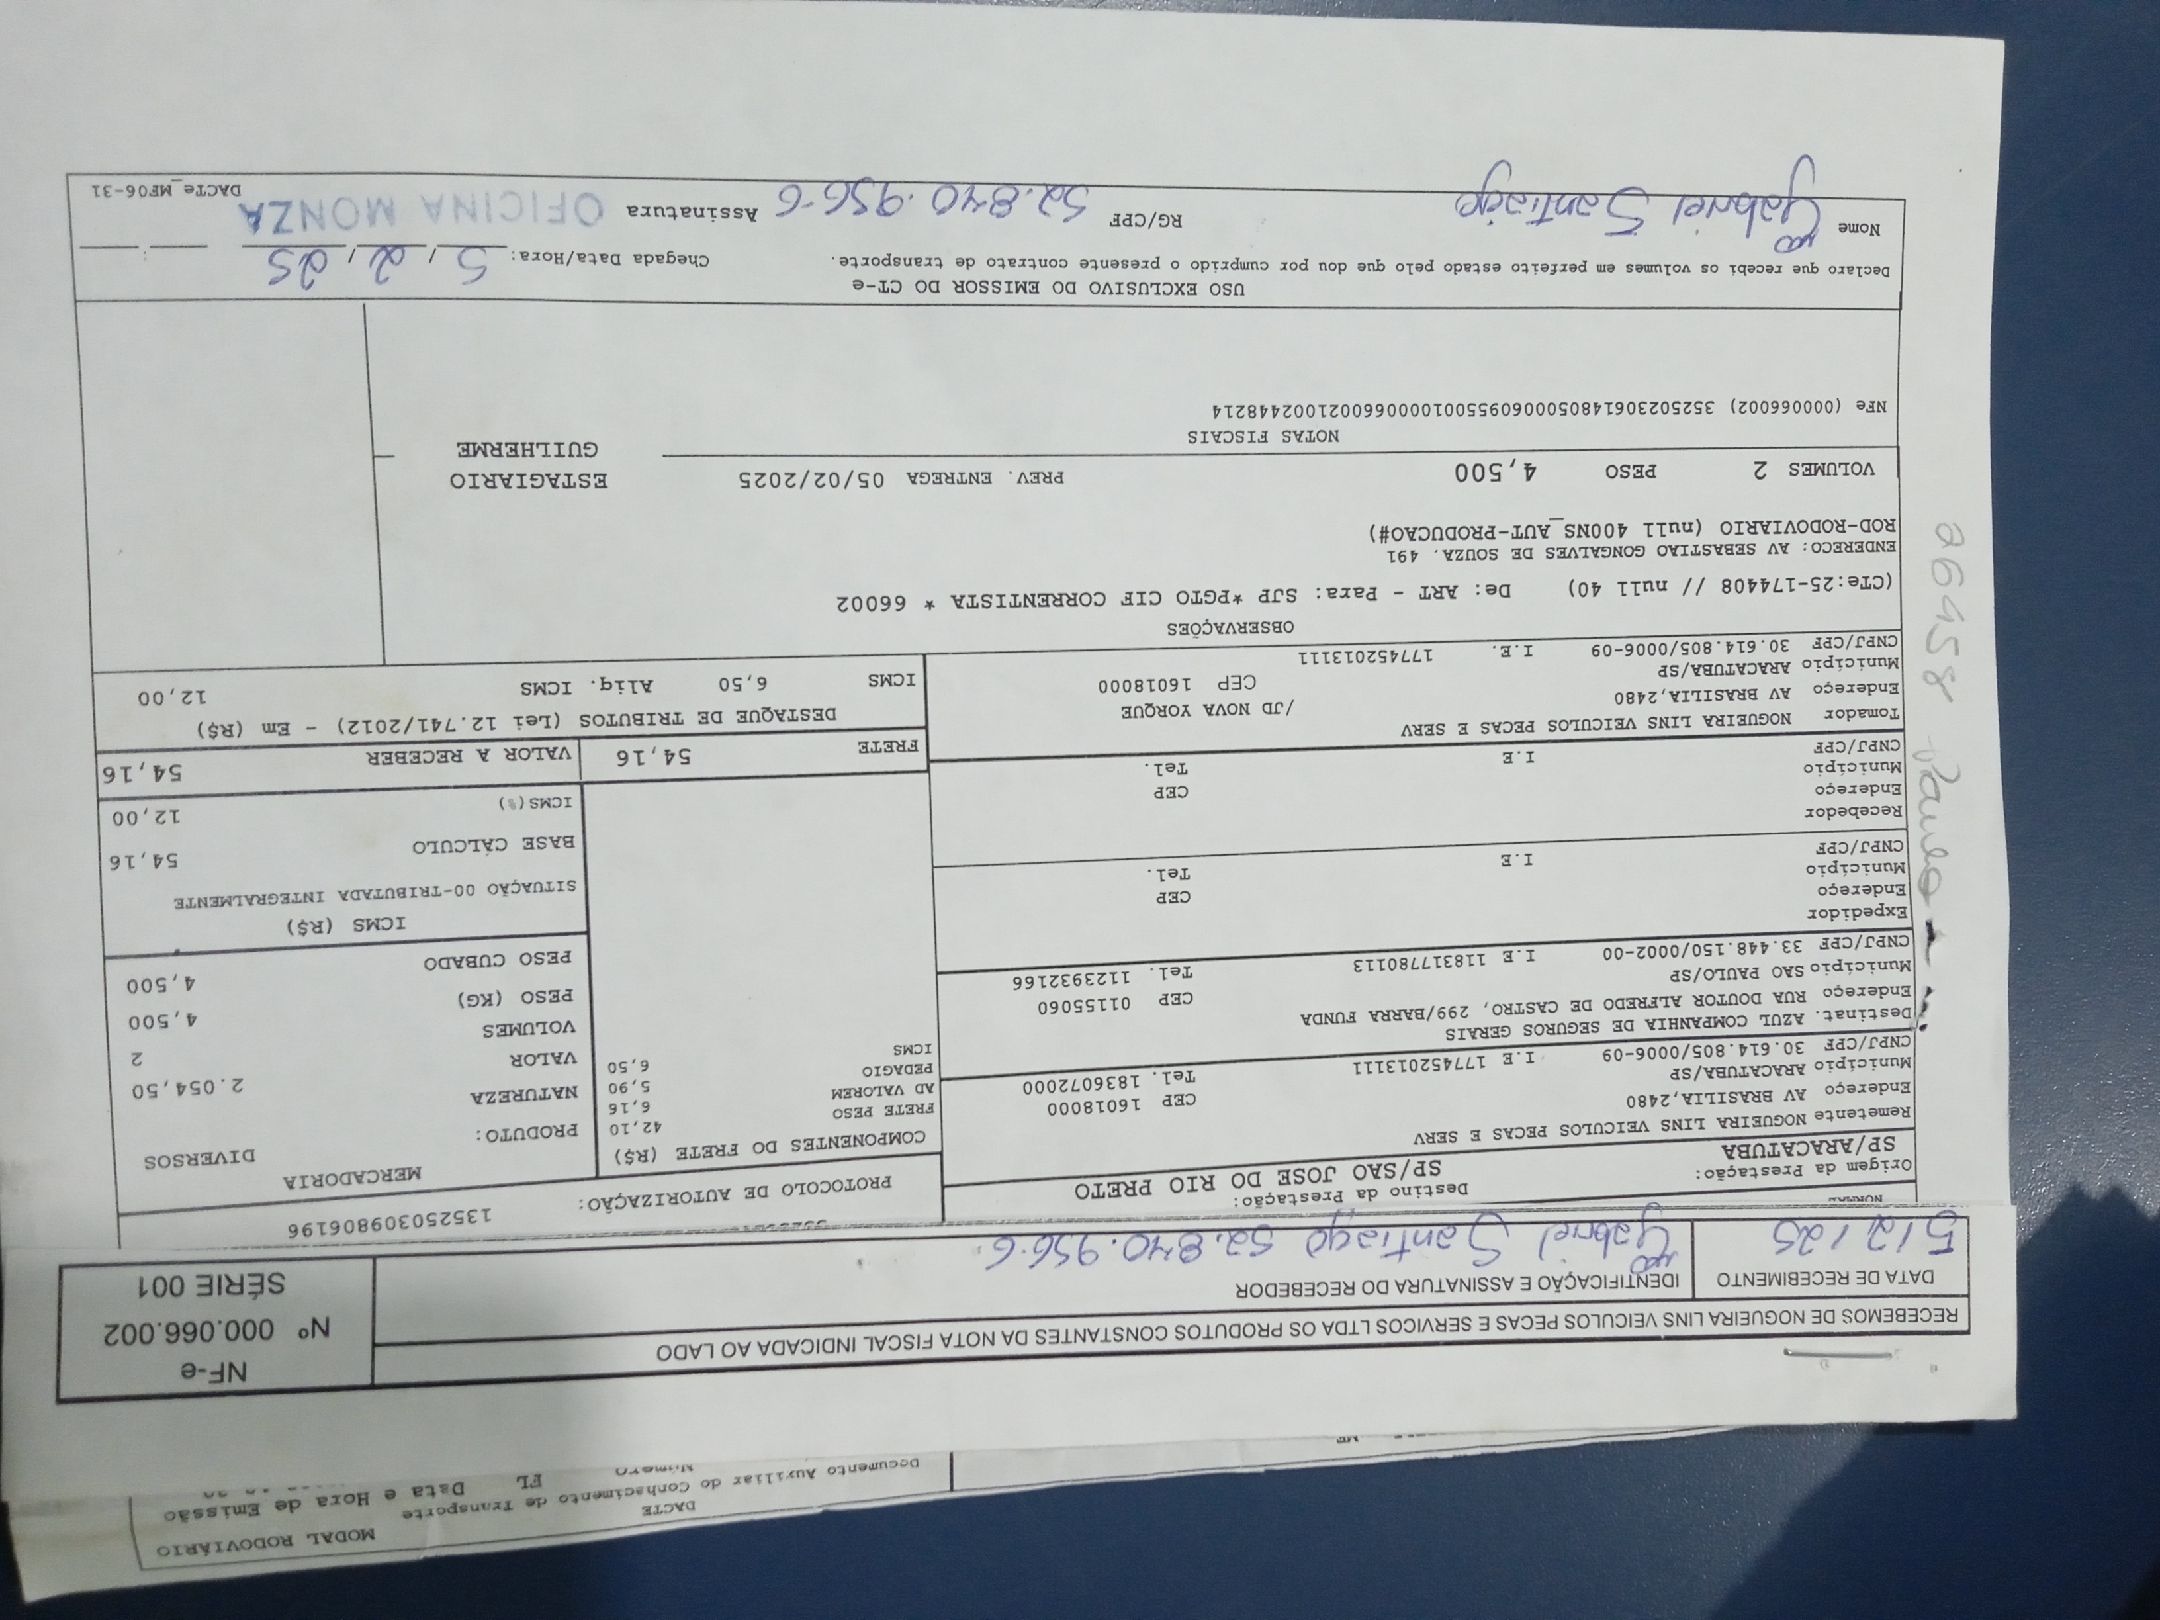 MODAL RODOVIÁRIO
DACTE
Documento Auxiliar do Conhecimento de Transporte
FL Data e Hora de Emissão
RECEBEMOS DE NOGUEIRA LINS VEICULOS PECAS E SERVICOS LTDA OS PRODUTOS CONSTANTES DA NOTA FISCAL INDICADA AO LADO
DATA DE RECEBIMENTO
IDENTIFICAÇÃO E ASSINATURA DO RECEBEDOR
5/2/25
Gabriel Santiago 52.840.956-6
NF-e
Nº 000.066.002
SÉRIE 001
PROTOCOLO DE AUTORIZAÇÃO: 135250309806196
Origem da Prestação:
SP/ARACATUBA
Destino da Prestação:
SP/SAO JOSE DO RIO PRETO
Remetente NOGUEIRA LINS VEICULOS PECAS E SERV
Endereço AV BRASILIA,2480 CEP 16018000
Município ARACATUBA/SP Tel. 1836072000
CNPJ/CPF 30.614.805/0006-09 I.E 177452013111
Destinat. AZUL COMPANHIA DE SEGUROS GERAIS
Endereço RUA DOUTOR ALFREDO DE CASTRO, 299/BARRA FUNDA CEP 01155060
Município SAO PAULO/SP Tel. 1123932166
CNPJ/CPF 33.448.150/0002-00 I.E 11831780113
Expedidor
Endereço CEP
Município Tel.
CNPJ/CPF I.E
Recebedor
Endereço CEP
Município Tel.
CNPJ/CPF I.E
Tomador NOGUEIRA LINS VEICULOS PECAS E SERV
Endereço AV BRASILIA,2480 /JD NOVA YORQUE
Município ARACATUBA/SP CEP 16018000
CNPJ/CPF 30.614.805/0006-09 I.E. 177452013111
COMPONENTES DO FRETE (R$)
FRETE PESO 42,10
AD VALOREM 6,16
PEDAGIO 5,90
ICMS 6,50
MERCADORIA
PRODUTO: DIVERSOS
NATUREZA
VALOR 2.054,50
VOLUMES 2
PESO (KG) 4,500
PESO CUBADO 4,500
ICMS (R$)
SITUAÇÃO 00-TRIBUTADA INTEGRALMENTE
BASE CÁLCULO 54,16
ICMS(%) 12,00
FRETE 54,16 VALOR A RECEBER 54,16
DESTAQUE DE TRIBUTOS (Lei 12.741/2012) - Em (R$)
ICMS 6,50 Aliq. ICMS 12,00
OBSERVAÇÕES
(CTe:25-174408 // null 40) De: ART - Para: SJP *PGTO CIF CORRENTISTA * 66002
ENDERECO: AV SEBASTIAO GONGALVES DE SOUZA. 491
ROD-RODOVIARIO (null 400NS_AUT-PRODUCAO#)
VOLUMES 2 PESO 4,500 PREV. ENTREGA 05/02/2025
ESTAGIARIO
GUILHERME
NOTAS FISCAIS
NFe (000066002) 35250230614805000609550010000660021002448214
USO EXCLUSIVO DO EMISSOR DO CT-e
Declaro que recebi os volumes em perfeito estado pelo que dou por cumprido o presente contrato de transporte.
Chegada Data/Hora: 5/2/25
Nome Gabriel Santiago RG/CPF 52.840.956-6 Assinatura OFICINA MONZA
DACTe_MF06-31
26458